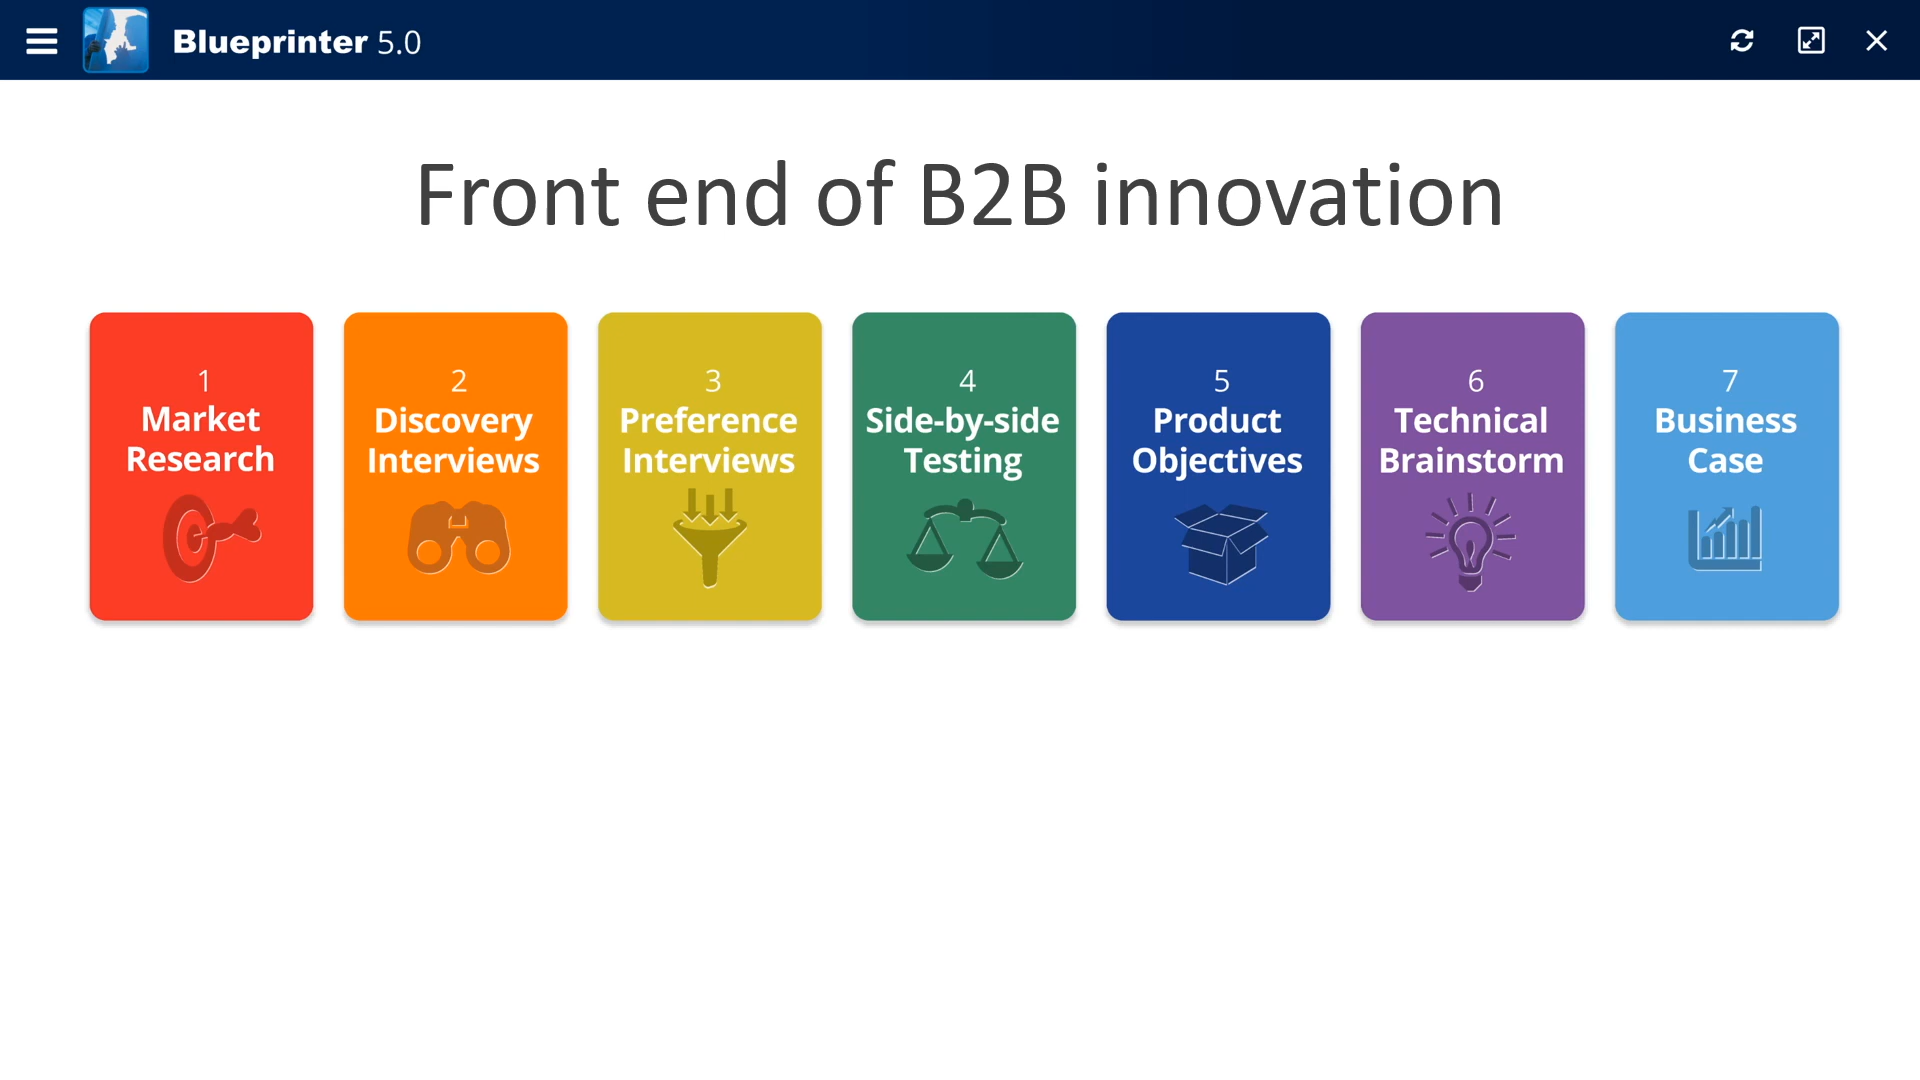 Blueprinter 5.0
Front end of B2B innovation
1
Market
Research
2
Discovery
Interviews
3
Preference
Interviews
4
Side-by-side
Testing
5
Product
Objectives
6
Technical
Brainstorm
7
Business
Case